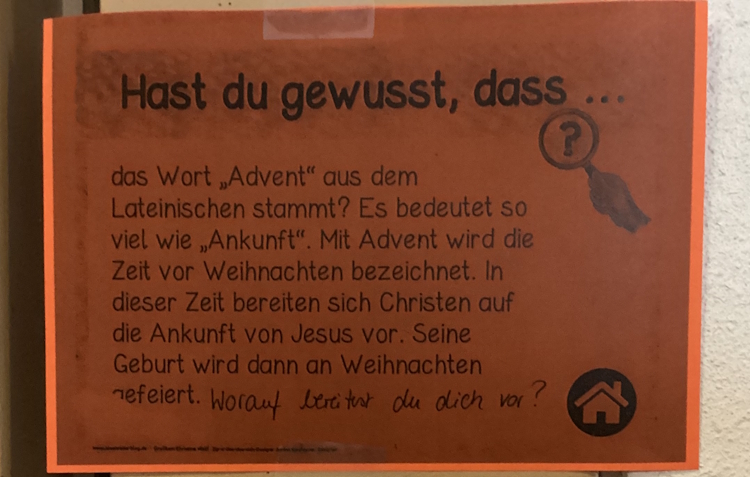 Hast du gewusst, dass ...
?
das Wort „Advent“ aus dem
Lateinischen stammt? Es bedeutet so
viel wie „Ankunft“. Mit Advent wird die
Zeit vor Weihnachten bezeichnet. In
dieser Zeit bereiten sich Christen auf
die Ankunft von Jesus vor. Seine
Geburt wird dann an Weihnachten
gefeiert. Worauf bereitest du dich vor?